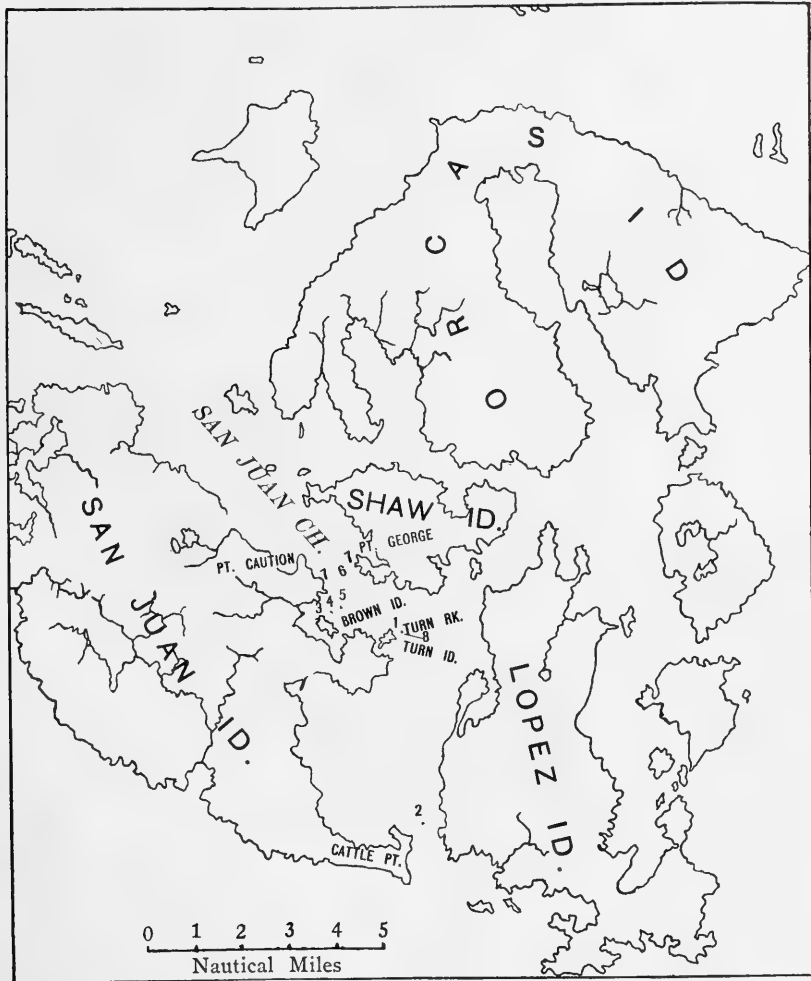 ORCAS ID
SAN JUAN CH.
SHAW ID.
SAN JUAN ID.
PT. CAUTION
7 PT. GEORGE
7 6
5
3 4
BROWN ID.
1 TURN RK.
8
TURN ID.
LOPEZ ID.
2
CATTLE PT.
0 1 2 3 4 5
Nautical Miles